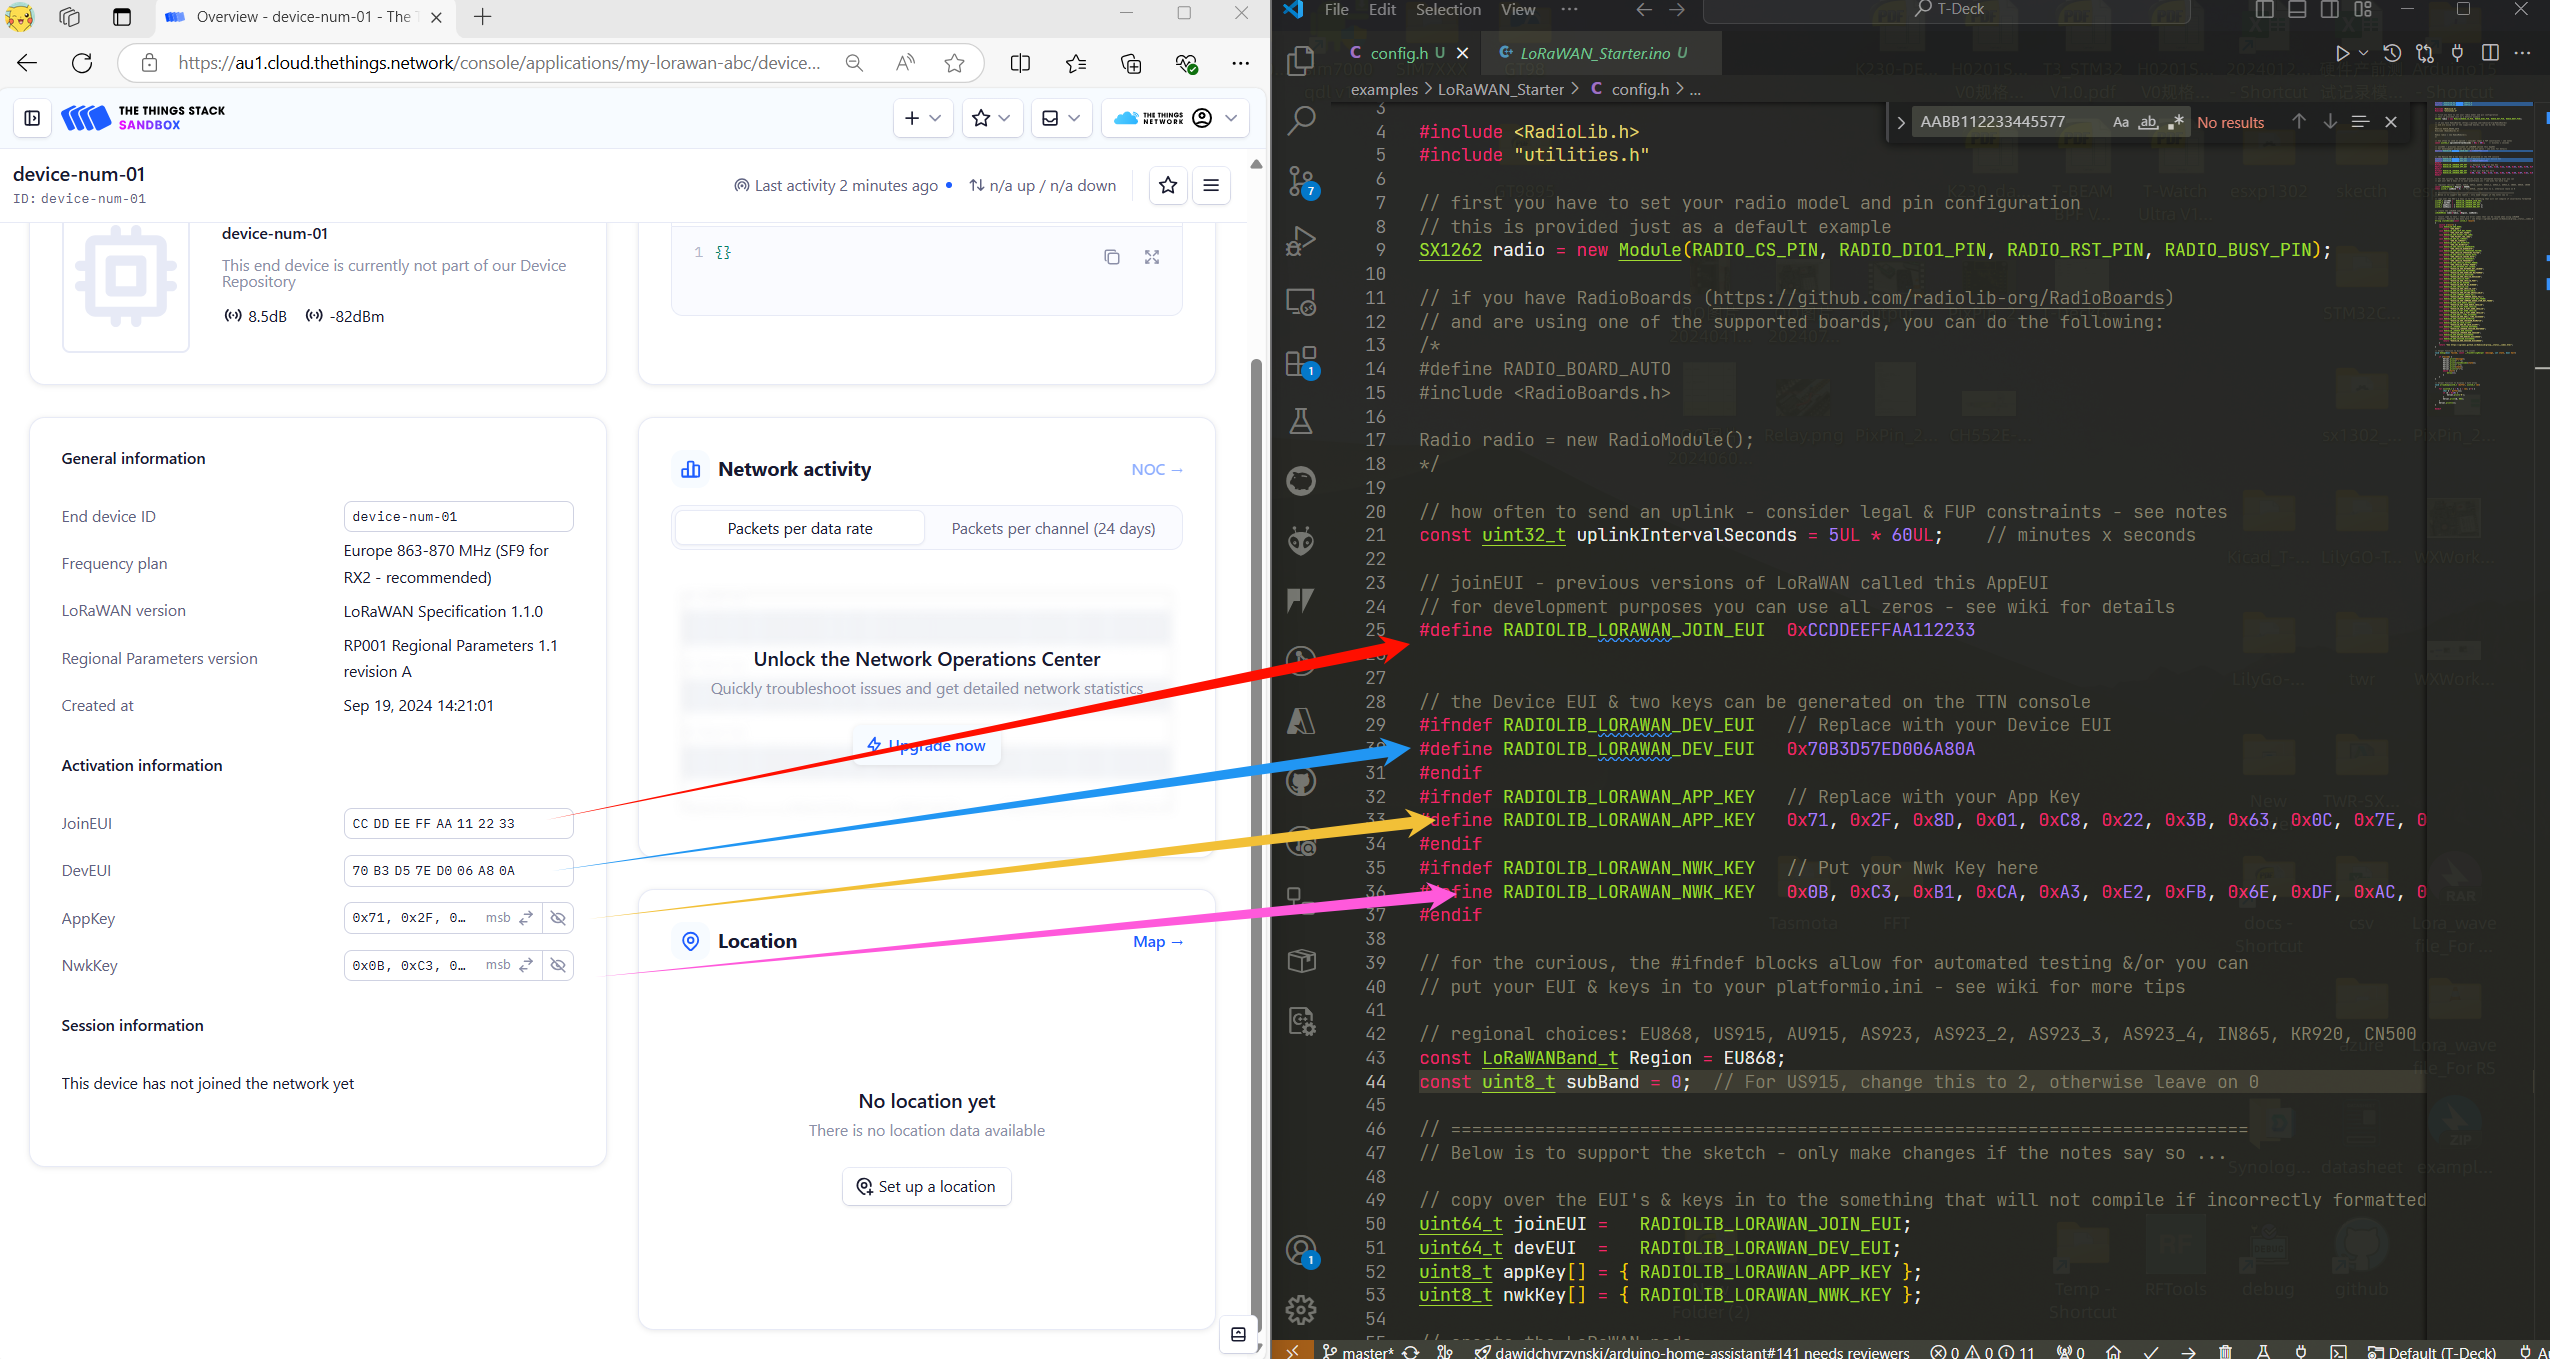 Overview - device-num-01 - The T
https://au1.cloud.thethings.network/console/applications/my-lorawan-abc/device...
THE THINGS STACK
SANDBOX
THE THINGS
NETWORK
device-num-01
ID: device-num-01
Last activity 2 minutes ago
n/a up / n/a down
device-num-01
This end device is currently not part of our Device
Repository
8.5dB
-82dBm
1 {}
General information
End device ID
device-num-01
Frequency plan
Europe 863-870 MHz (SF9 for
RX2 - recommended)
LoRaWAN version
LoRaWAN Specification 1.1.0
Regional Parameters version
RP001 Regional Parameters 1.1
revision A
Created at
Sep 19, 2024 14:21:01
Activation information
JoinEUI
CC DD EE FF AA 11 22 33
DevEUI
70 B3 D5 7E D0 06 A8 0A
AppKey
0x71, 0x2F, 0… msb
NwkKey
0x0B, 0xC3, 0… msb
Session information
This device has not joined the network yet
Network activity
NOC →
Packets per data rate
Packets per channel (24 days)
Unlock the Network Operations Center
Quickly troubleshoot issues and get detailed network statistics
Upgrade now
Location
Map →
No location yet
There is no location data available
Set up a location
File Edit Selection View ···
T-Deck
config.h U
LoRaWAN_Starter.ino U
examples > LoRaWAN_Starter > C config.h > ...
AABB112233445577
Aa ab .*
No results
3
4 #include <RadioLib.h>
5 #include "utilities.h"
6
7 // first you have to set your radio model and pin configuration
8 // this is provided just as a default example
9 SX1262 radio = new Module(RADIO_CS_PIN, RADIO_DIO1_PIN, RADIO_RST_PIN, RADIO_BUSY_PIN);
10
11 // if you have RadioBoards (https://github.com/radiolib-org/RadioBoards)
12 // and are using one of the supported boards, you can do the following:
13 /*
14 #define RADIO_BOARD_AUTO
15 #include <RadioBoards.h>
16
17 Radio radio = new RadioModule();
18 */
19
20 // how often to send an uplink - consider legal & FUP constraints - see notes
21 const uint32_t uplinkIntervalSeconds = 5UL * 60UL; // minutes x seconds
22
23 // joinEUI - previous versions of LoRaWAN called this AppEUI
24 // for development purposes you can use all zeros - see wiki for details
25 #define RADIOLIB_LORAWAN_JOIN_EUI 0xCCDDEEFFAA112233
27
28 // the Device EUI & two keys can be generated on the TTN console
29 #ifndef RADIOLIB_LORAWAN_DEV_EUI // Replace with your Device EUI
#define RADIOLIB_LORAWAN_DEV_EUI 0x70B3D57ED006A80A
31 #endif
32 #ifndef RADIOLIB_LORAWAN_APP_KEY // Replace with your App Key
33 #define RADIOLIB_LORAWAN_APP_KEY 0x71, 0x2F, 0x8D, 0x01, 0xC8, 0x22, 0x3B, 0x63, 0x0C, 0x7E, 0
34 #endif
35 #ifndef RADIOLIB_LORAWAN_NWK_KEY // Put your Nwk Key here
36 #define RADIOLIB_LORAWAN_NWK_KEY 0x0B, 0xC3, 0xB1, 0xCA, 0xA3, 0xE2, 0xFB, 0x6E, 0xDF, 0xAC, 0
37 #endif
38
39 // for the curious, the #ifndef blocks allow for automated testing &/or you can
40 // put your EUI & keys in to your platformio.ini - see wiki for more tips
41
42 // regional choices: EU868, US915, AU915, AS923, AS923_2, AS923_3, AS923_4, IN865, KR920, CN500
43 const LoRaWANBand_t Region = EU868;
44 const uint8_t subBand = 0; // For US915, change this to 2, otherwise leave on 0
45
46 // ============================================================================
47 // Below is to support the sketch - only make changes if the notes say so ...
48
49 // copy over the EUI's & keys in to the something that will not compile if incorrectly formatted
50 uint64_t joinEUI = RADIOLIB_LORAWAN_JOIN_EUI;
51 uint64_t devEUI = RADIOLIB_LORAWAN_DEV_EUI;
52 uint8_t appKey[] = { RADIOLIB_LORAWAN_APP_KEY };
53 uint8_t nwkKey[] = { RADIOLIB_LORAWAN_NWK_KEY };
54
master* dawidchyrzynski/arduino-home-assistant#141 needs reviewers 0 0 11 0 Default (T-Deck)